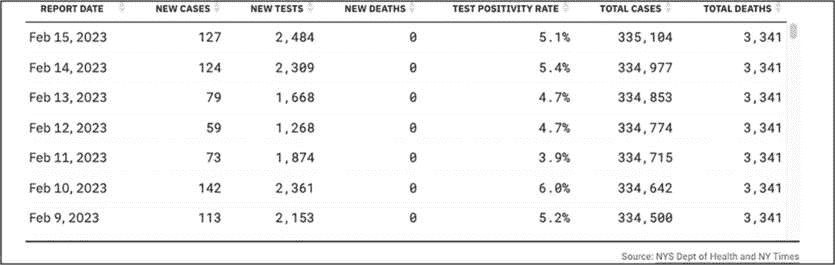 REPORT DATE NEW CASES NEW TESTS NEW DEATHS TEST POSITIVITY RATE TOTAL CASES TOTAL DEATHS
Feb 15, 2023 127 2,484 0 5.1% 335,104 3,341
Feb 14, 2023 124 2,309 0 5.4% 334,977 3,341
Feb 13, 2023 79 1,668 0 4.7% 334,853 3,341
Feb 12, 2023 59 1,268 0 4.7% 334,774 3,341
Feb 11, 2023 73 1,874 0 3.9% 334,715 3,341
Feb 10, 2023 142 2,361 0 6.0% 334,642 3,341
Feb 9, 2023 113 2,153 0 5.2% 334,500 3,341
Source: NYS Dept of Health and NY Times